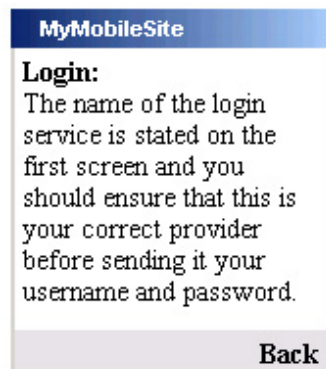 MyMobileSite
Login:
The name of the login
service is stated on the
first screen and you
should ensure that this is
your correct provider
before sending it your
username and password.
Back